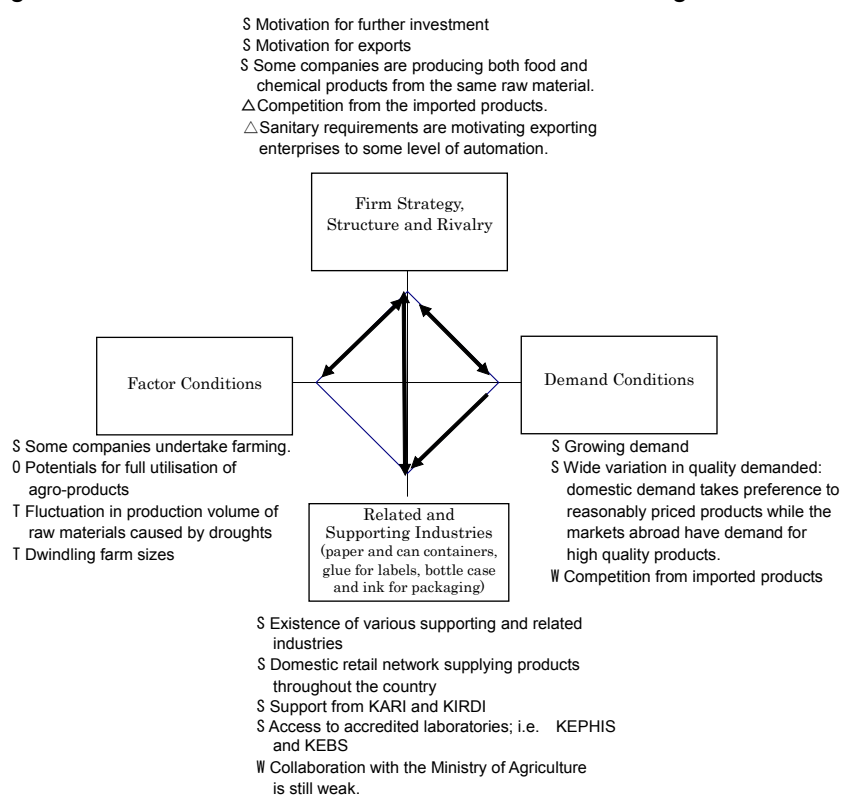 S Motivation for further investment
S Motivation for exports
S Some companies are producing both food and
chemical products from the same raw material.
△Competition from the imported products.
△Sanitary requirements are motivating exporting
enterprises to some level of automation.
Firm Strategy,
Structure and Rivalry
Factor Conditions
Demand Conditions
S Some companies undertake farming.
O Potentials for full utilisation of
agro-products
T Fluctuation in production volume of
raw materials caused by droughts
T Dwindling farm sizes
S Growing demand
S Wide variation in quality demanded:
domestic demand takes preference to
reasonably priced products while the
markets abroad have demand for
high quality products.
W Competition from imported products
Related and
Supporting Industries
(paper and can containers,
glue for labels, bottle case
and ink for packaging)
S Existence of various supporting and related
industries
S Domestic retail network supplying products
throughout the country
S Support from KARI and KIRDI
S Access to accredited laboratories; i.e. KEPHIS
and KEBS
W Collaboration with the Ministry of Agriculture
is still weak.